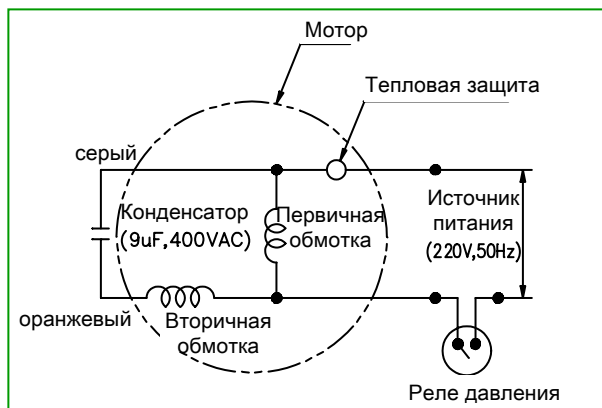 Мотор
Тепловая защита
серый
Конденсатор
(9uF,400VAC)
Первичная
обмотка
Источник
питания
(220V,50Hz)
оранжевый
Вторичная
обмотка
Реле давления